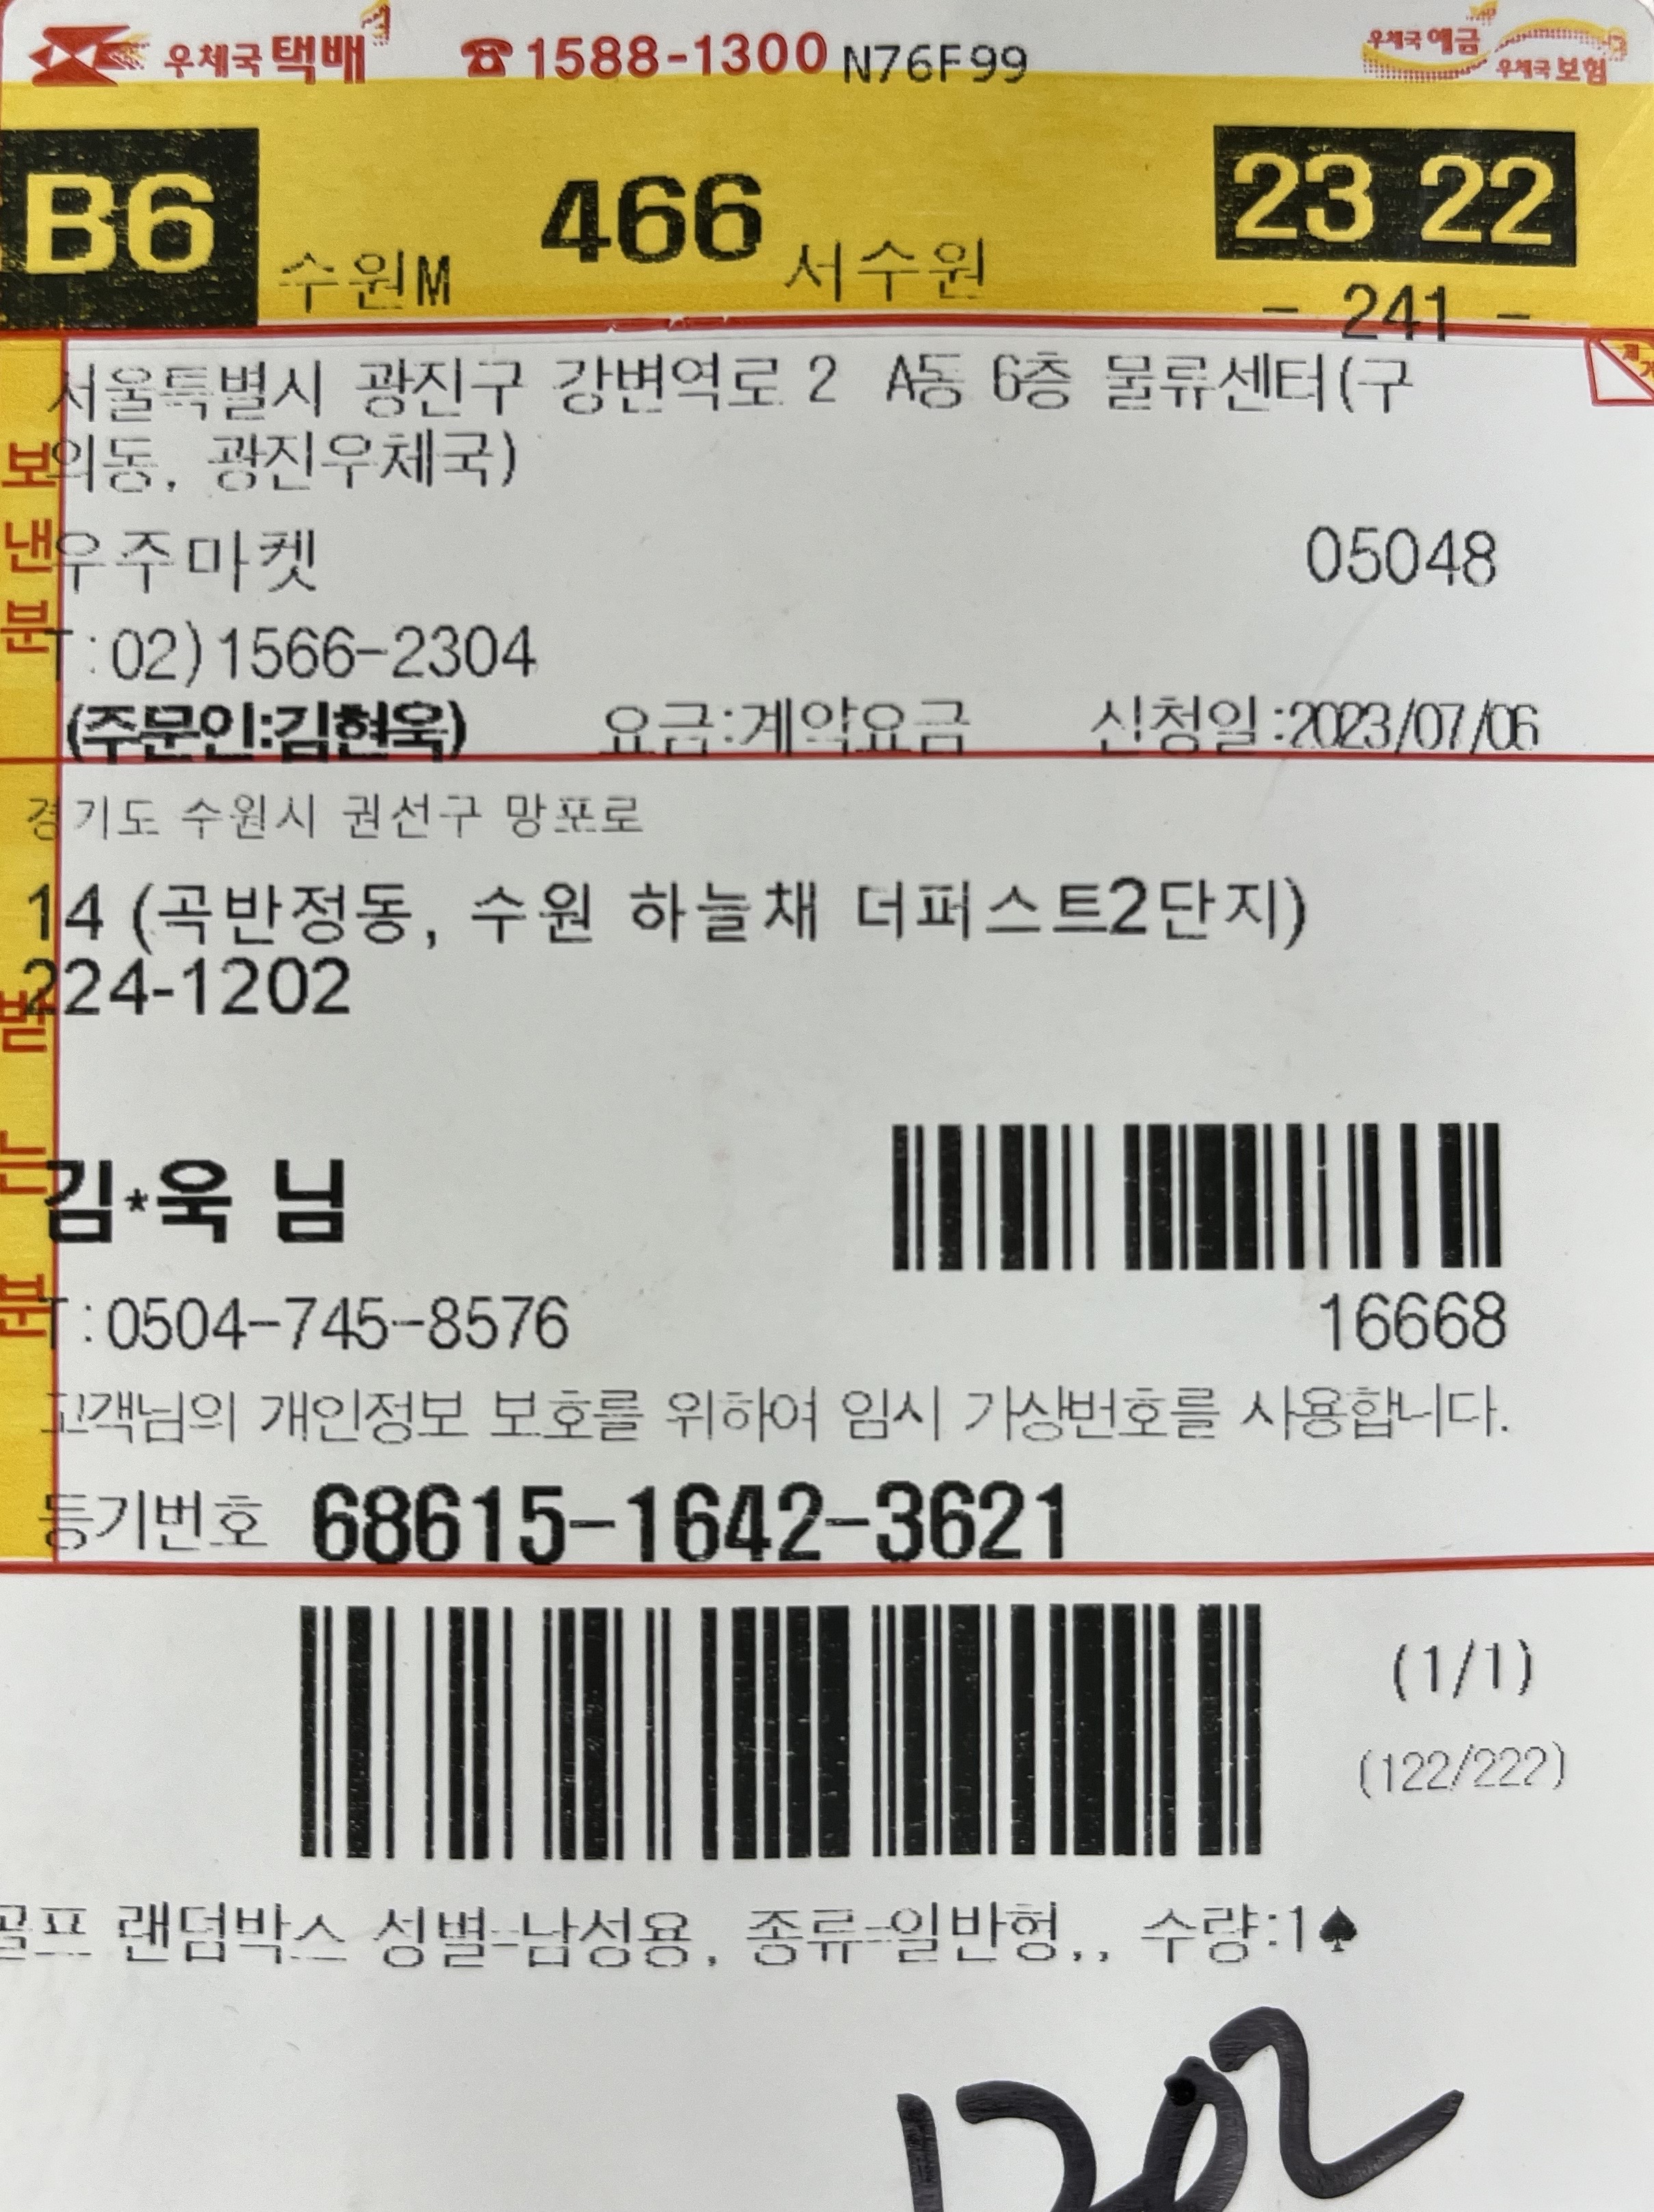 우체국 택배 ☎1588-1300 N76F99 우체국 예금
우체국 보험
B6 수원M 466 서수원 23 22
- 241 -
서울특별시 광진구 강변역로 2 A동 6층 물류센터(구
의동, 광진우체국)
우주마켓 05048
T:02)1566-2304
(주문인:김현욱) 요금:계약요금 신청일:2023/07/06
보낸분
경기도 수원시 권선구 망포로
14 (곡반정동, 수원 하늘채 더퍼스트2단지)
224-1202
김*욱 님
T:0504-745-8576 16668
받는분
고객님의 개인정보 보호를 위하여 임시 가상번호를 사용합니다.
등기번호 68615-1642-3621
(1/1)
(122/222)
골프 랜덤박스 성별-남성용, 종류-일반형,, 수량:1♠
1202